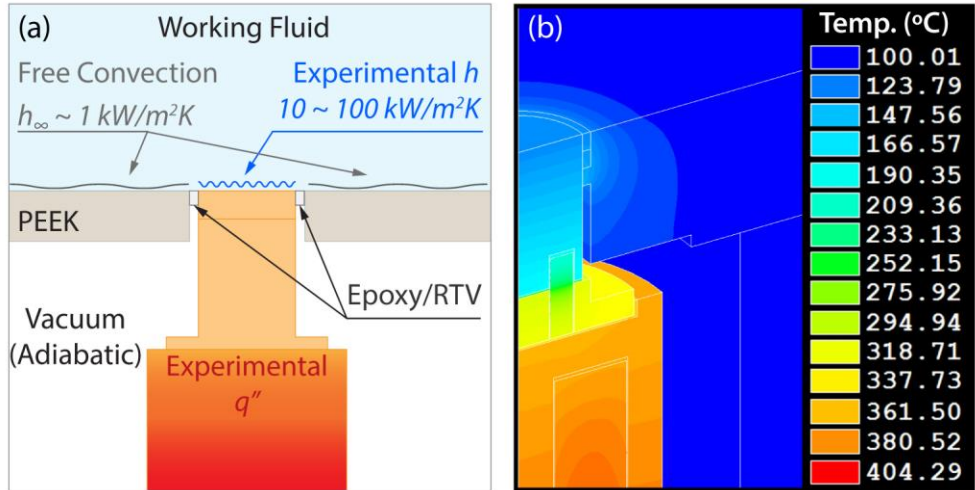 (a)
Working Fluid
Free Convection
h∞ ~ 1 kW/m²K
Experimental h
10 ~ 100 kW/m²K
PEEK
Epoxy/RTV
Vacuum
(Adiabatic)
Experimental
q″
(b)
Temp. (ºC)
100.01
123.79
147.56
166.57
190.35
209.36
233.13
252.15
275.92
294.94
318.71
337.73
361.50
380.52
404.29